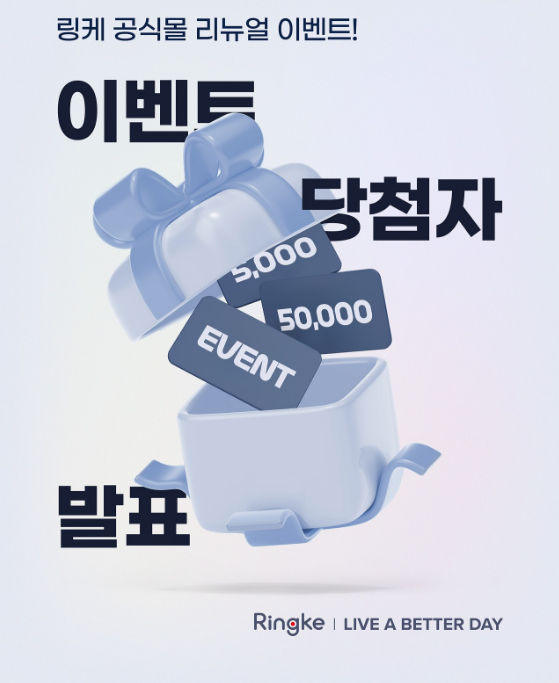 링케 공식몰 리뉴얼 이벤트!
이벤트
당첨자
5,000
50,000
EVENT
발표
Ringke | LIVE A BETTER DAY